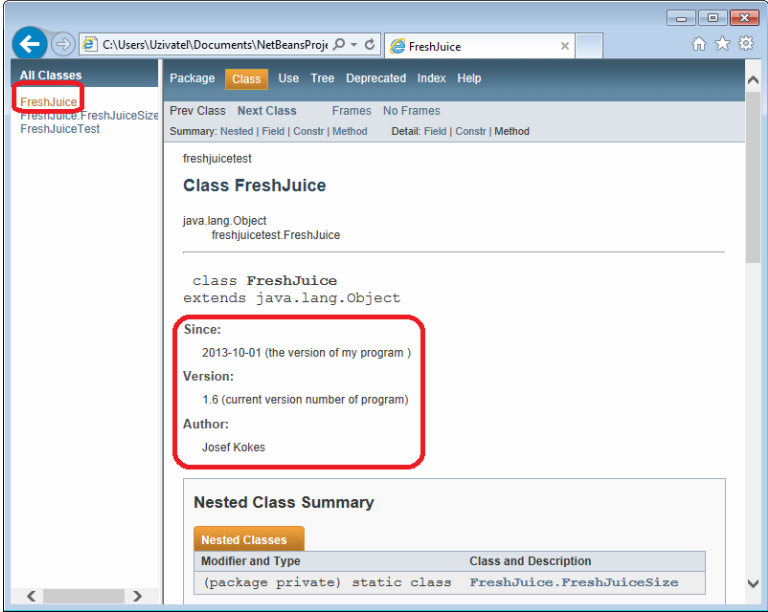 C:\Users\Uzivatel\Documents\NetBeansProje
FreshJuice
All Classes
FreshJuice
FreshJuice.FreshJuiceSize
FreshJuiceTest
Package Class Use Tree Deprecated Index Help
Prev Class Next Class Frames No Frames
Summary: Nested | Field | Constr | Method Detail: Field | Constr | Method
freshjuicetest
Class FreshJuice
java.lang.Object
freshjuicetest.FreshJuice
class FreshJuice
extends java.lang.Object
Since:
2013-10-01 (the version of my program )
Version:
1.6 (current version number of program)
Author:
Josef Kokes
Nested Class Summary
Nested Classes
Modifier and Type Class and Description
(package private) static class FreshJuice.FreshJuiceSize